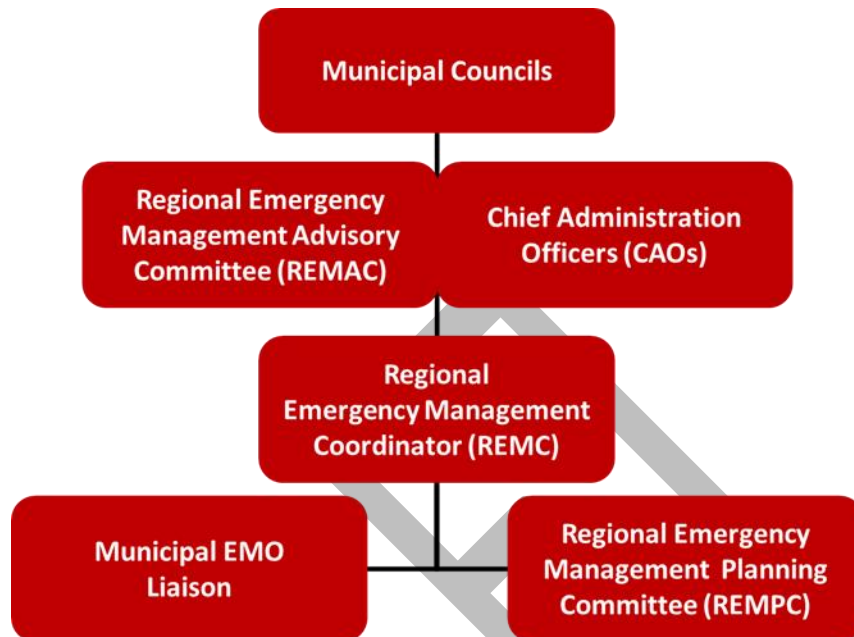 Municipal Councils
Regional Emergency
Management Advisory
Committee (REMAC)
Chief Administration
Officers (CAOs)
Regional
Emergency Management
Coordinator (REMC)
Municipal EMO
Liaison
Regional Emergency
Management Planning
Committee (REMPC)